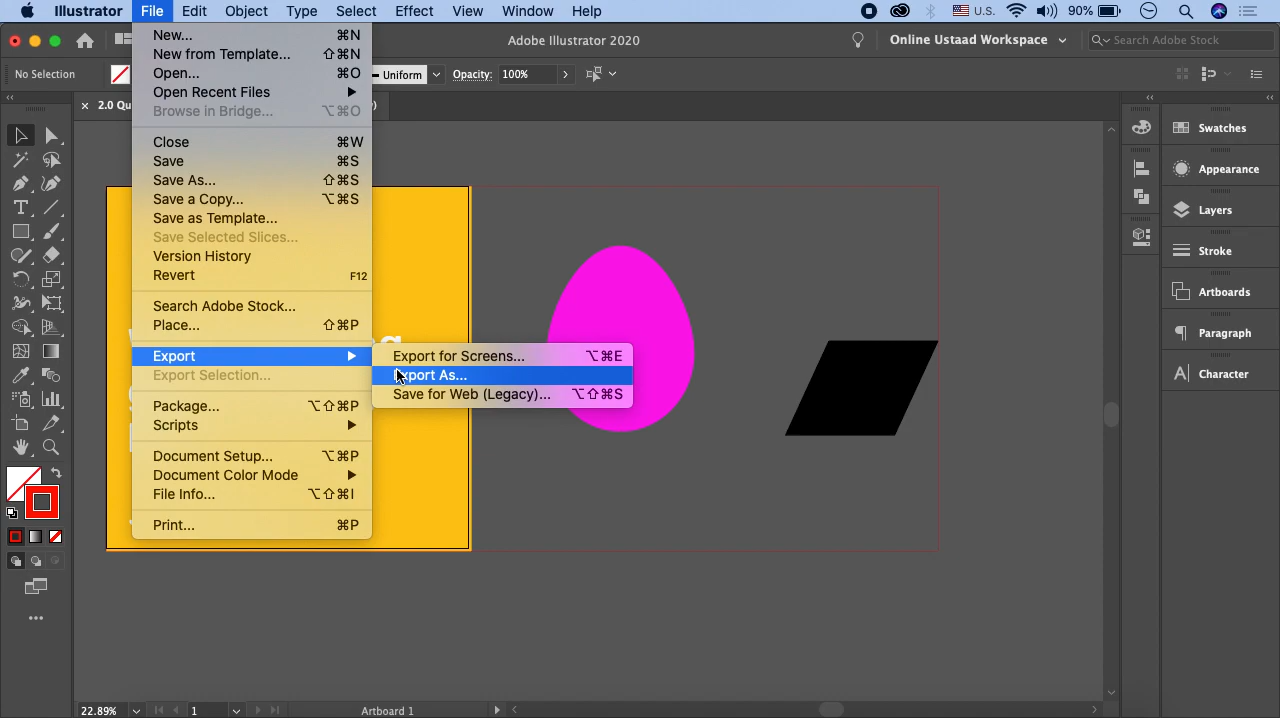 Illustrator File Edit Object Type Select Effect View Window Help U.S. 90%
Adobe Illustrator 2020 Online Ustaad Workspace Search Adobe Stock
No Selection Uniform Opacity: 100%
2.0 Qu )
New... ⌘N
New from Template... ⇧⌘N
Open... ⌘O
Open Recent Files
Browse in Bridge... ⌥⌘O
Close ⌘W
Save ⌘S
Save As... ⇧⌘S
Save a Copy... ⌥⌘S
Save as Template...
Save Selected Slices...
Version History
Revert F12
Search Adobe Stock...
Place... ⇧⌘P
Export
Export Selection...
Package... ⌥⇧⌘P
Scripts
Document Setup... ⌥⌘P
Document Color Mode
File Info... ⌥⇧⌘I
Print... ⌘P
Export for Screens... ⌥⌘E
Export As...
Save for Web (Legacy)... ⌥⇧⌘S
Swatches
Appearance
Layers
Stroke
Artboards
Paragraph
Character
22.89% 1 Artboard 1